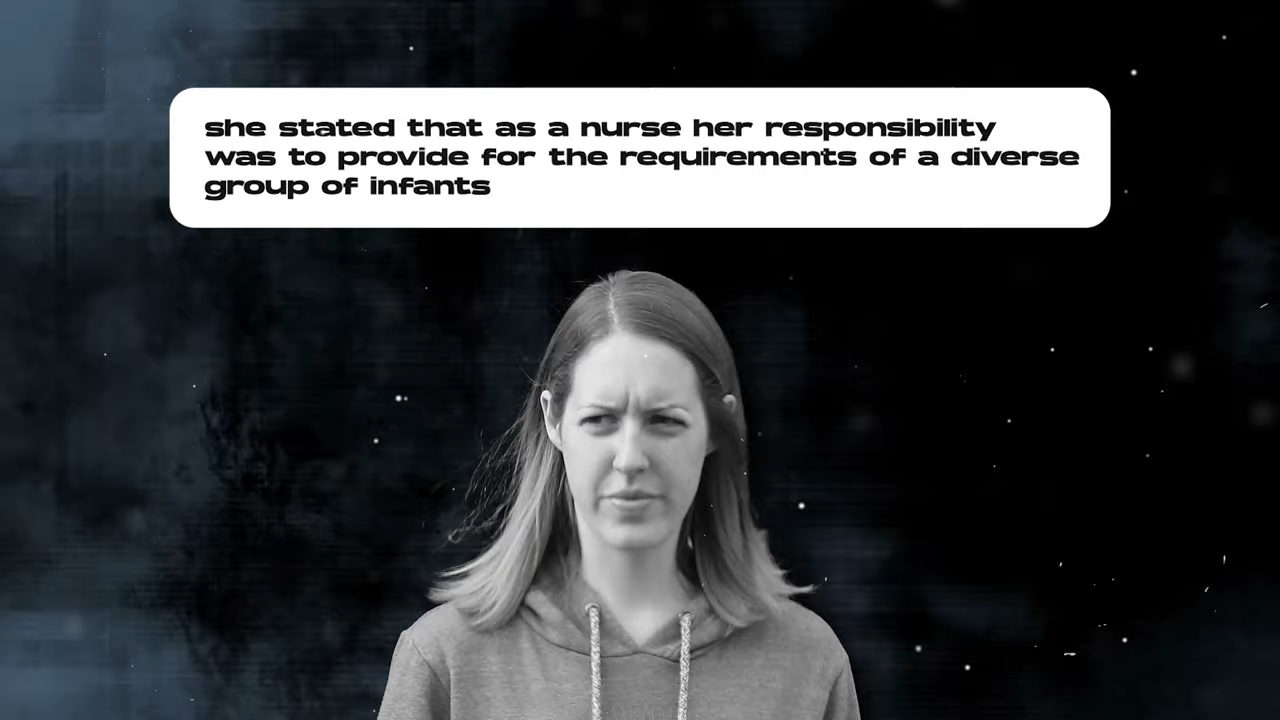 she stated that as a nurse her responsibility
was to provide for the requirements of a diverse
group of infants